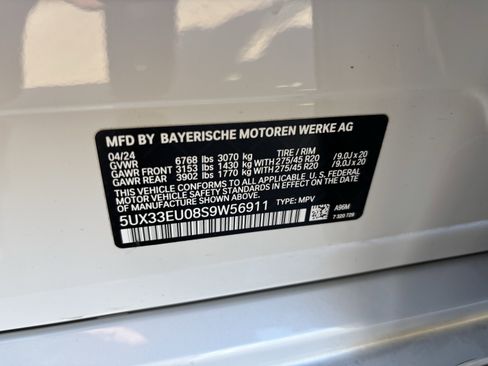 MFD BY BAYERISCHE MOTOREN WERKE AG
04/24 TIRE / RIM
GVWR 6768 lbs 3070 kg
GAWR FRONT 3153 lbs 1430 kg WITH 275/45 R20 /9.0J x 20
GAWR REAR 3902 lbs 1770 kg WITH 275/45 R20 /9.0J x 20
THIS VEHICLE CONFORMS TO ALL APPLICABLE U.S. FEDERAL
MOTOR VEHICLE SAFETY STANDARDS IN EFFECT
ON THE DATE OF MANUFACTURE SHOWN ABOVE.
5UX33EU08S9W56911 TYPE: MPV A96M
7 320 728